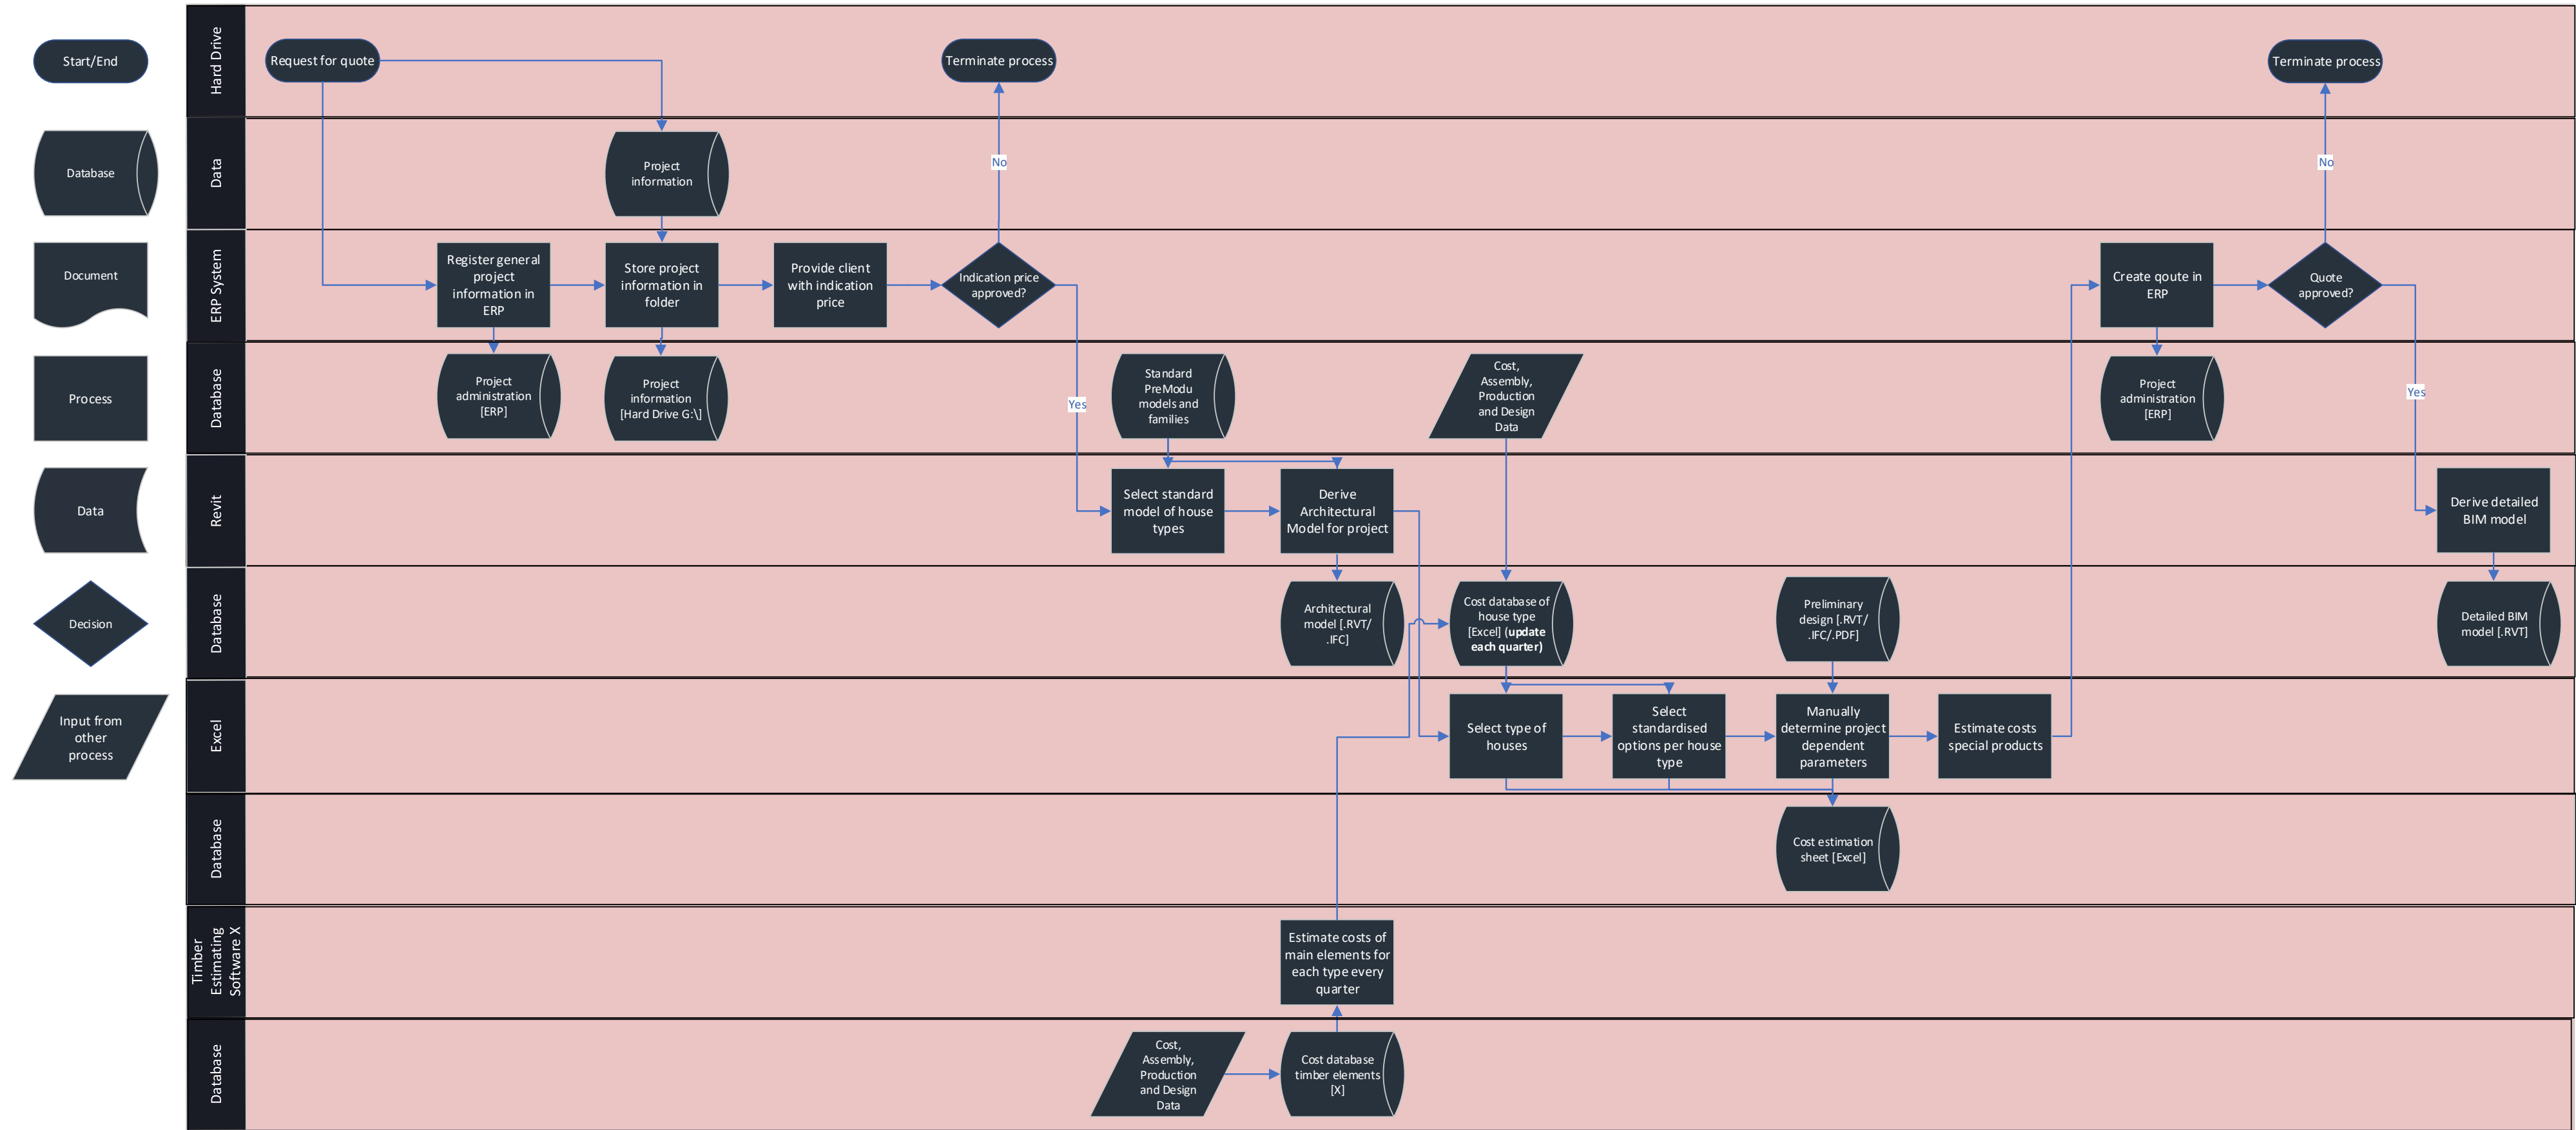 Start/End
Database
Document
Process
Data
Decision
Input from
other
process
Hard Drive
Request for quote
Terminate process
Terminate process
Data
Project
information
No
No
ERP System
Register general
project
information in
ERP
Store project
information in
folder
Provide client
with indication
price
Indication price
approved?
Create qoute in
ERP
Quote
approved?
Database
Project
administration
[ERP]
Project
information
[Hard Drive G:\]
Yes
Standard
PreModu
models and
families
Cost,
Assembly,
Production
and Design
Data
Project
administration
[ERP]
Yes
Revit
Select standard
model of house
types
Derive
Architectural
Model for project
Derive detailed
BIM model
Database
Architectural
model [.RVT/
.IFC]
Cost database of
house type
[Excel] (update
each quarter)
Preliminary
design [.RVT/
.IFC/.PDF]
Detailed BIM
model [.RVT]
Excel
Select type of
houses
Select
standardised
options per house
type
Manually
determine project
dependent
parameters
Estimate costs
special products
Database
Cost estimation
sheet [Excel]
Timber
Estimating
Software X
Estimate costs of
main elements for
each type every
quarter
Database
Cost,
Assembly,
Production
and Design
Data
Cost database
timber elements
[X]